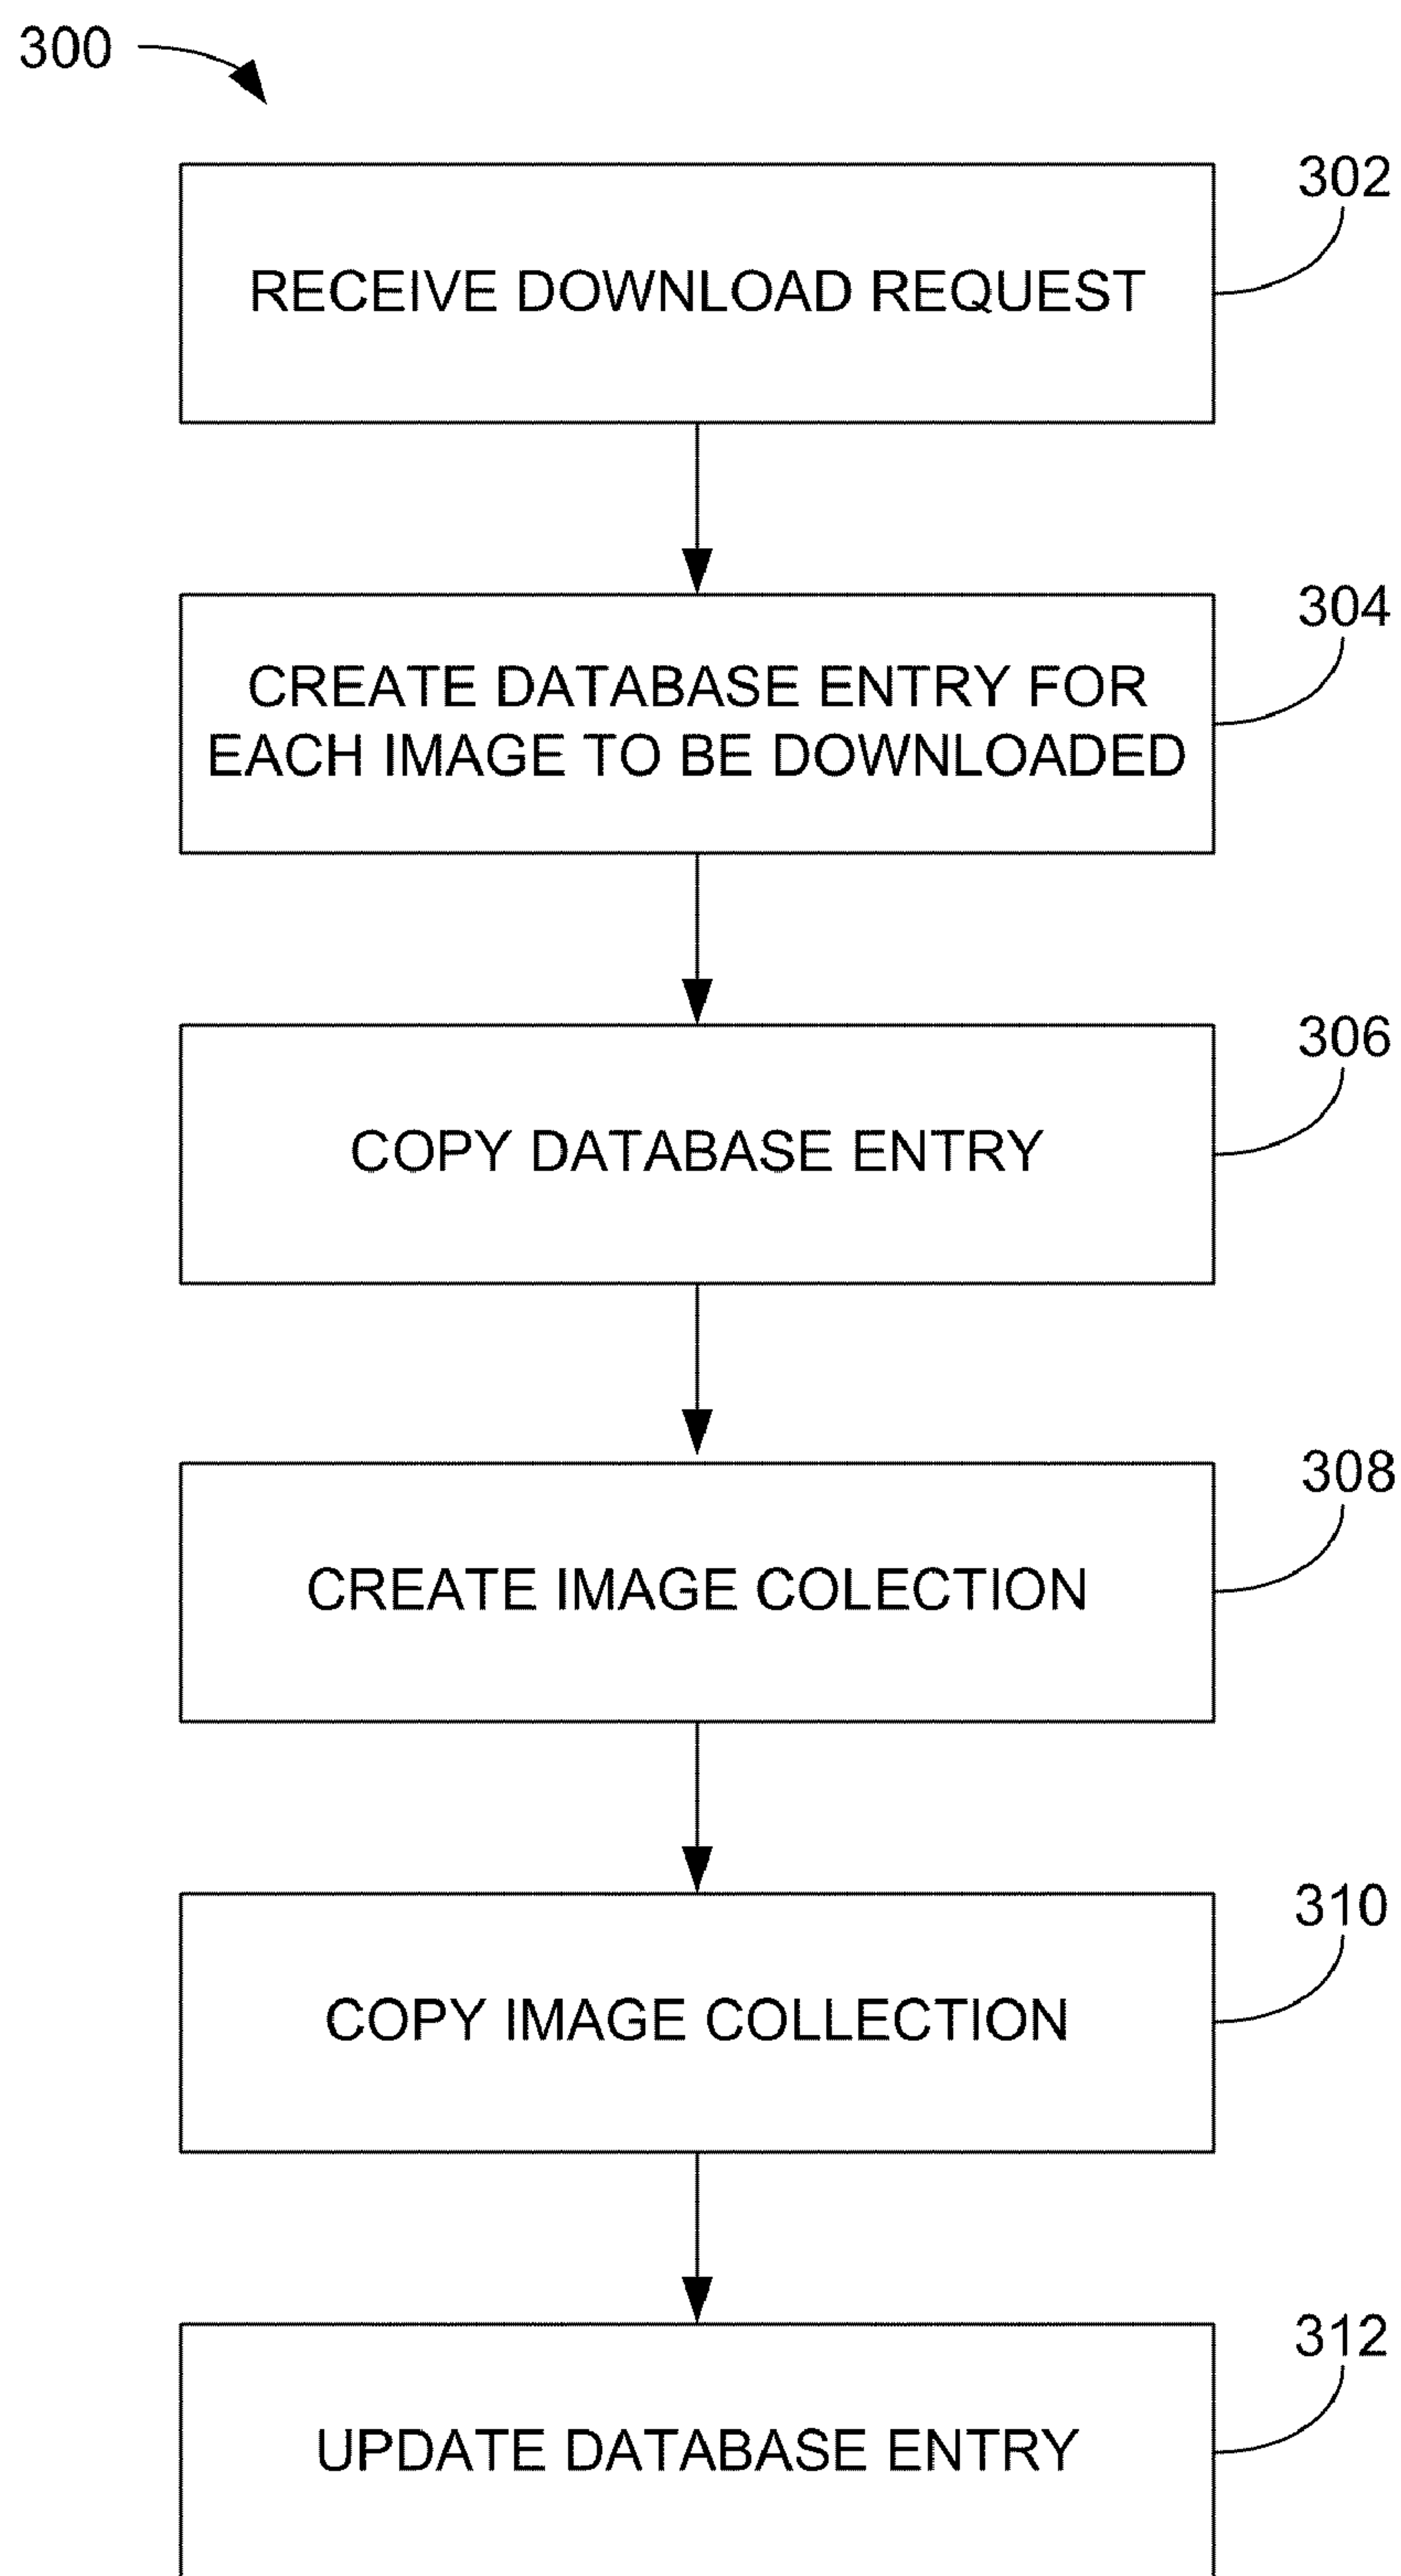 300
302
RECEIVE DOWNLOAD REQUEST
304
CREATE DATABASE ENTRY FOR
EACH IMAGE TO BE DOWNLOADED
306
COPY DATABASE ENTRY
308
CREATE IMAGE COLECTION
310
COPY IMAGE COLLECTION
312
UPDATE DATABASE ENTRY